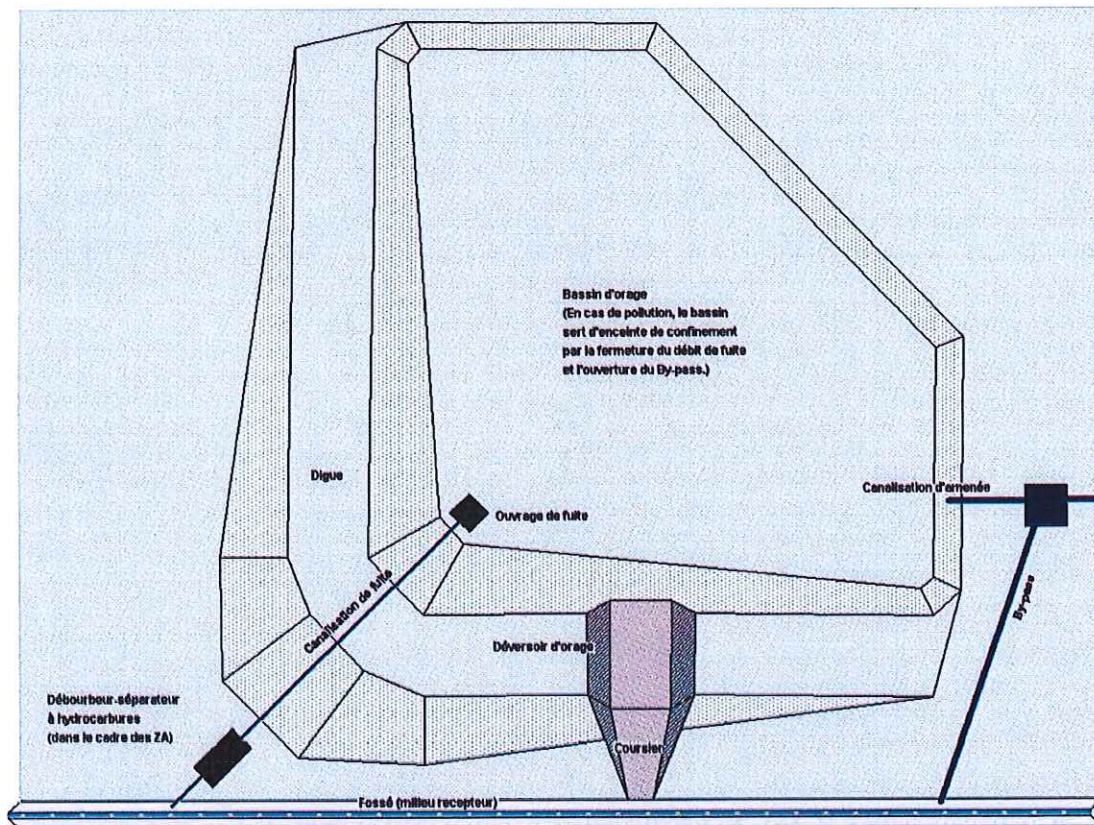 Bassin d'orage
(En cas de pollution, le bassin
sert d'enceinte de confinement
par la fermeture du débit de fuite
et l'ouverture du By-pass.)
Digue
Canalisation d'amenée
Ouvrage de fuite
Canalisation de fuite
By-pass
Déversoir d'orage
Débourbeur-séparateur
à hydrocarbures
(dans le cadre des ZA)
Coursier
Fossé (milieu recepteur)